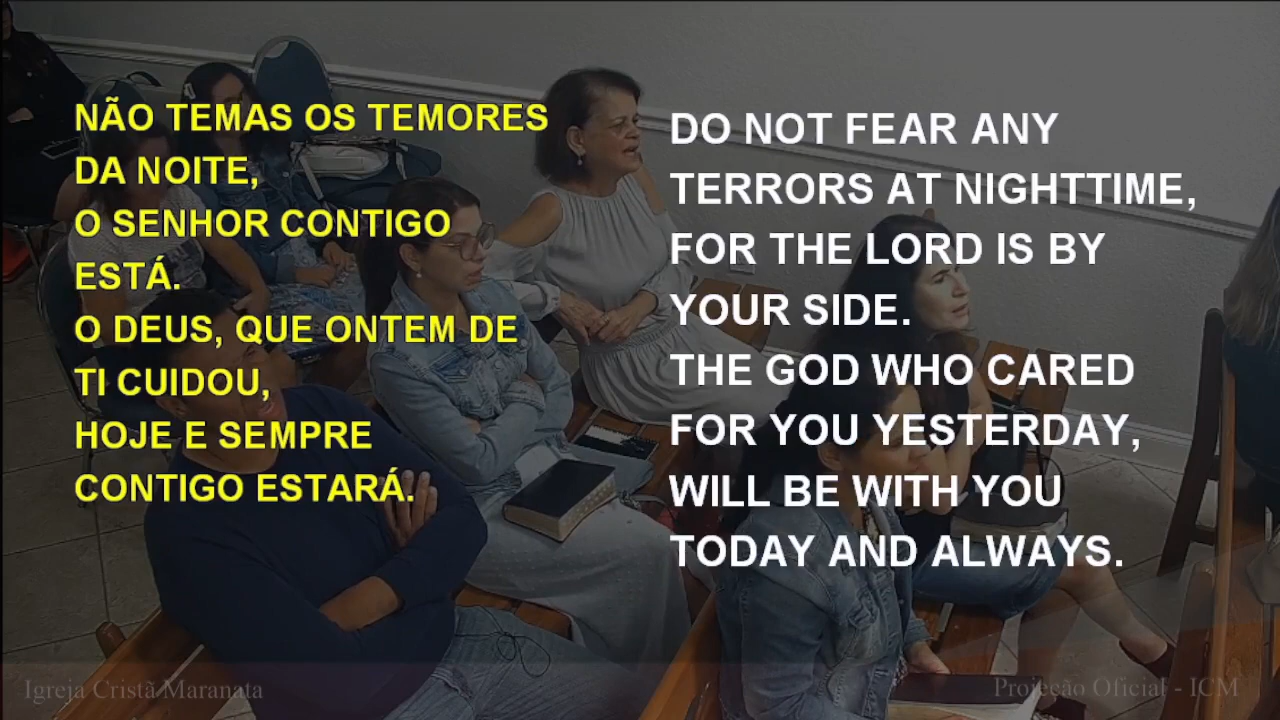 NÃO TEMAS OS TEMORES
DA NOITE,
O SENHOR CONTIGO
ESTÁ.
O DEUS, QUE ONTEM DE
TI CUIDOU,
HOJE E SEMPRE
CONTIGO ESTARÁ.
DO NOT FEAR ANY
TERRORS AT NIGHTTIME,
FOR THE LORD IS BY
YOUR SIDE.
THE GOD WHO CARED
FOR YOU YESTERDAY,
WILL BE WITH YOU
TODAY AND ALWAYS.
Igreja Cristã Maranata
Projeção Oficial - ICM